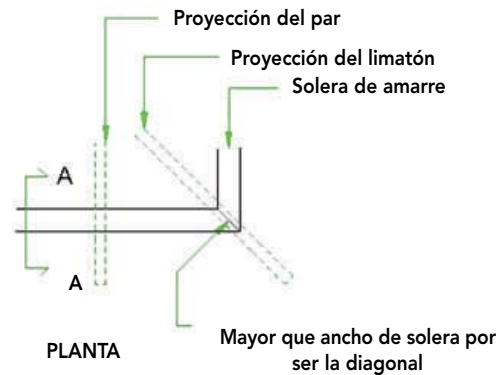 Proyección del par
Proyección del limatón
Solera de amarre
A
A
PLANTA
Mayor que ancho de solera por
ser la diagonal